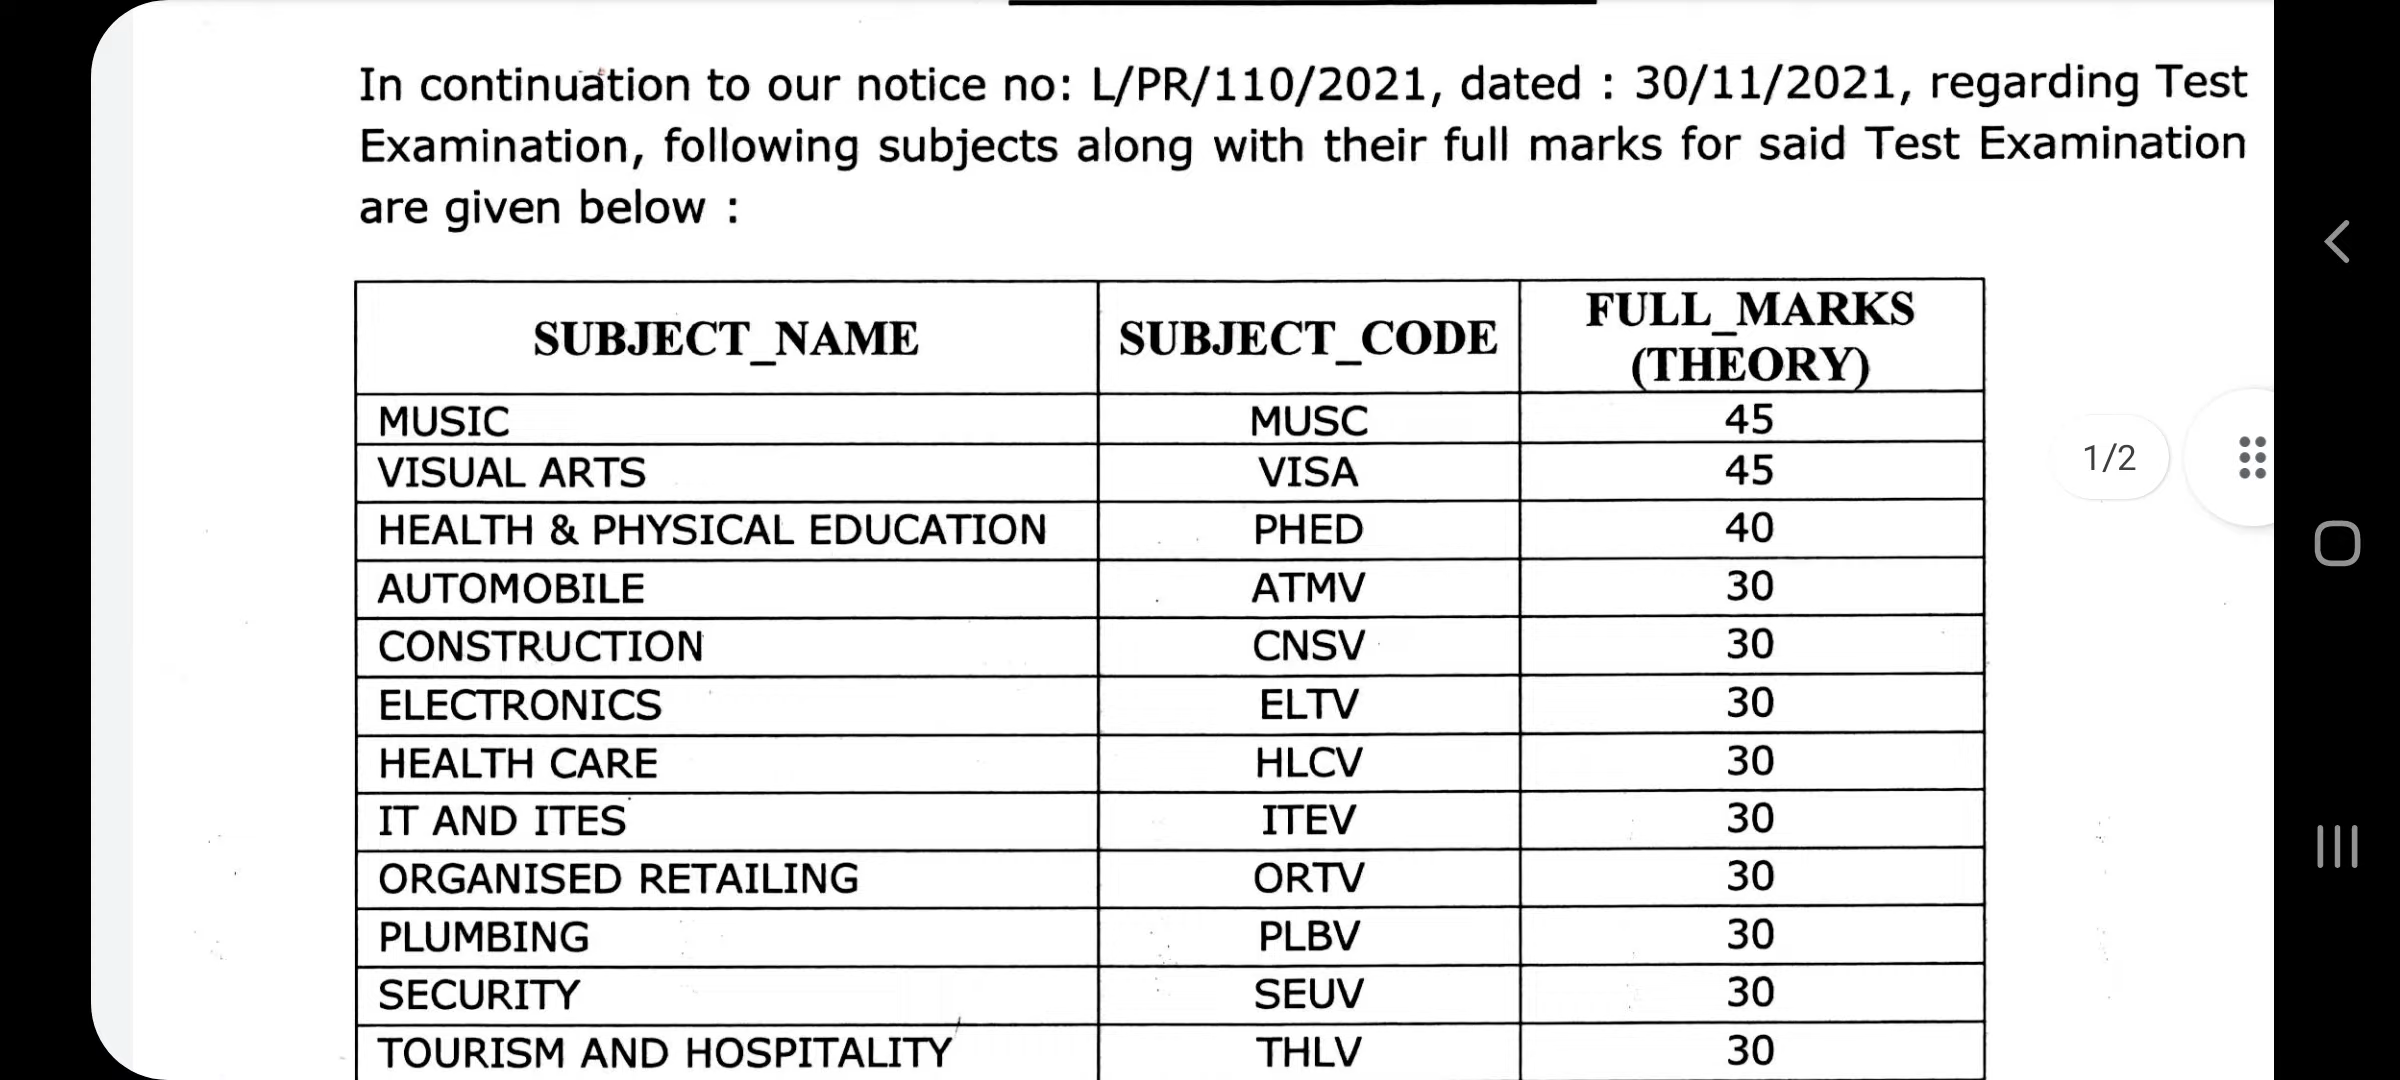 In continuation to our notice no: L/PR/110/2021, dated : 30/11/2021, regarding Test
Examination, following subjects along with their full marks for said Test Examination
are given below :
SUBJECT_NAME SUBJECT_CODE FULL_MARKS (THEORY)
MUSIC MUSC 45
VISUAL ARTS VISA 45
HEALTH & PHYSICAL EDUCATION PHED 40
AUTOMOBILE ATMV 30
CONSTRUCTION CNSV 30
ELECTRONICS ELTV 30
HEALTH CARE HLCV 30
IT AND ITES ITEV 30
ORGANISED RETAILING ORTV 30
PLUMBING PLBV 30
SECURITY SEUV 30
TOURISM AND HOSPITALITY THLV 30
1/2